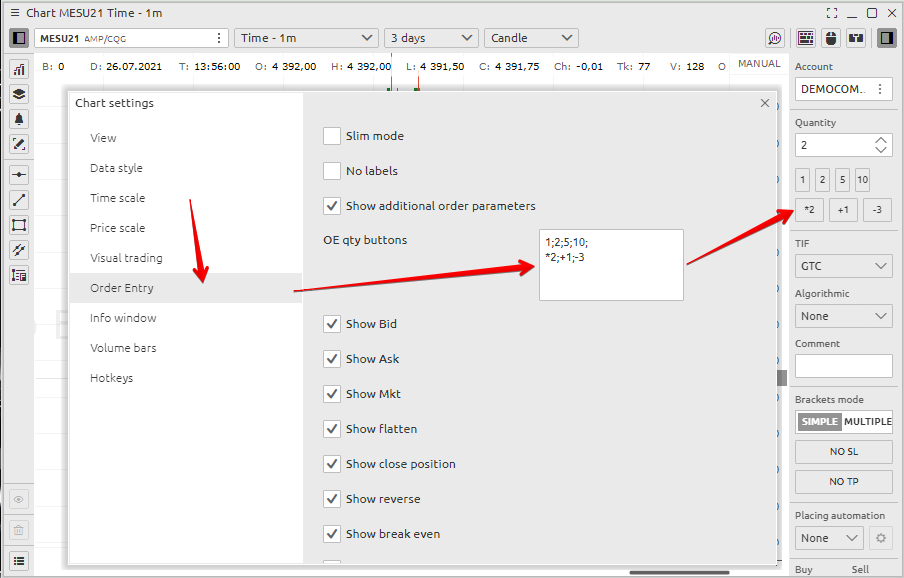 Chart MESU21 Time - 1m
MESU21 AMP/CQG
Time - 1m
3 days
Candle
B: 0 D: 26.07.2021 T: 13:56:00 O: 4 392,00 H: 4 392,00 L: 4 391,50 C: 4 391,75 Ch: -0,01 Tk: 77 V: 128 O
MANUAL
Chart settings
View
Data style
Time scale
Price scale
Visual trading
Order Entry
Info window
Volume bars
Hotkeys
Slim mode
No labels
Show additional order parameters
OE qty buttons
1;2;5;10;
*2;+1;-3
Show Bid
Show Ask
Show Mkt
Show flatten
Show close position
Show reverse
Show break even
Account
DEMOCOM...
Quantity
2
1 2 5 10
*2 +1 -3
TIF
GTC
Algorithmic
None
Comment
Brackets mode
SIMPLE MULTIPLE
NO SL
NO TP
Placing automation
None
Buy Sell